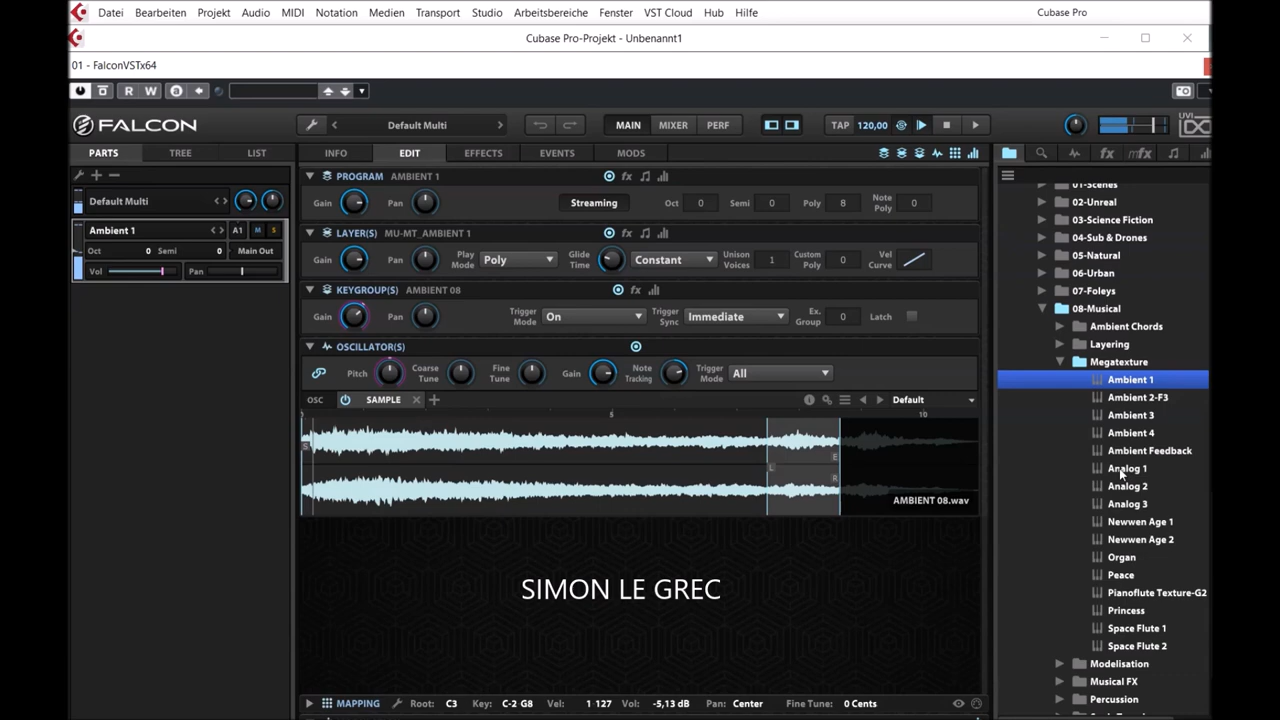 Datei Bearbeiten Projekt Audio MIDI Notation Medien Transport Studio Arbeitsbereiche Fenster VST Cloud Hub Hilfe Cubase Pro
Cubase Pro-Projekt - Unbenannt1
01 - FalconVSTx64
R W a
FALCON Default Multi MAIN MIXER PERF TAP 120,00 UVI
PARTS TREE LIST INFO EDIT EFFECTS EVENTS MODS fx mfx
PROGRAM AMBIENT 1 fx
Default Multi
Gain Pan Streaming Oct 0 Semi 0 Poly 8 Note Poly 0
Ambient 1 A1 M S
Oct 0 Semi 0 Main Out
Vol Pan
LAYER(S) MU-MT_AMBIENT 1 fx
Gain Pan Play Mode Poly Glide Time Constant Unison Voices 1 Custom Poly 0 Vel Curve
KEYGROUP(S) AMBIENT 08 fx
Gain Pan Trigger Mode On Trigger Sync Immediate Ex. Group 0 Latch
OSCILLATOR(S)
Pitch Coarse Tune Fine Tune Gain Note Tracking Trigger Mode All
OSC SAMPLE Default
5 10
S E
L R
AMBIENT 08.wav
SIMON LE GREC
MAPPING Root: C3 Key: C-2 G8 Vel: 1 127 Vol: -5,13 dB Pan: Center Fine Tune: 0 Cents
01-Scenes
02-Unreal
03-Science Fiction
04-Sub & Drones
05-Natural
06-Urban
07-Foleys
08-Musical
Ambient Chords
Layering
Megatexture
Ambient 1
Ambient 2-F3
Ambient 3
Ambient 4
Ambient Feedback
Analog 1
Analog 2
Analog 3
Newwen Age 1
Newwen Age 2
Organ
Peace
Pianoflute Texture-G2
Princess
Space Flute 1
Space Flute 2
Modelisation
Musical FX
Percussion